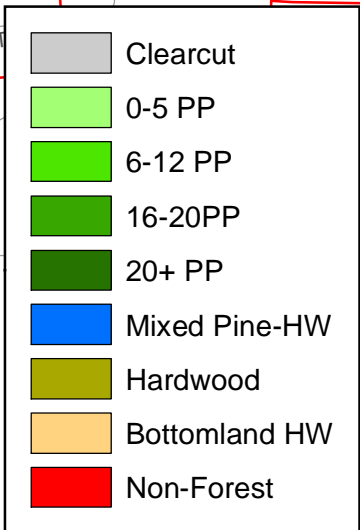 Clearcut
0-5 PP
6-12 PP
16-20PP
20+ PP
Mixed Pine-HW
Hardwood
Bottomland HW
Non-Forest